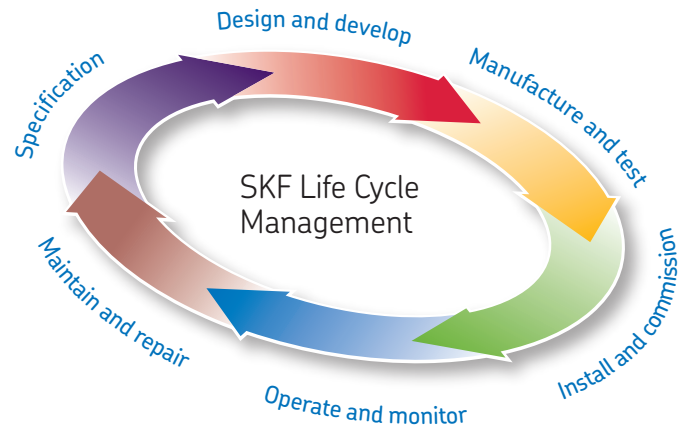 Design and develop
Manufacture and test
Specification
SKF Life Cycle
Management
Install and commission
Maintain and repair
Operate and monitor